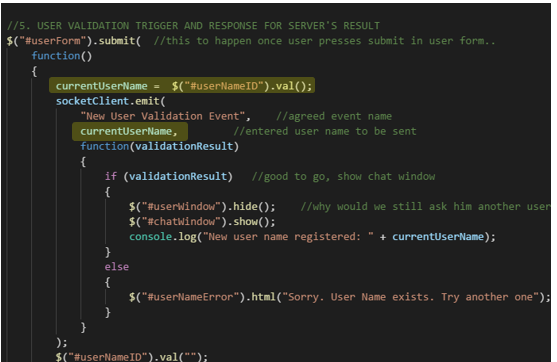 //5. USER VALIDATION TRIGGER AND RESPONSE FOR SERVER'S RESULT
$("#userForm").submit(  //this to happen once user presses submit in user form..
    function()
    {
        currentUserName =  $("#userNameID").val();
        socketClient.emit(
            "New User Validation Event",    //agreed event name
            currentUserName,         //entered user name to be sent
            function(validationResult)
            {
                if (validationResult)   //good to go, show chat window
                {
                    $("#userWindow").hide();    //why would we still ask him another user
                    $("#chatWindow").show();
                    console.log("New user name registered: " + currentUserName);
                }
                else
                {
                    $("#userNameError").html("Sorry. User Name exists. Try another one");
                }
            }
        );
        $("#userNameID").val("");